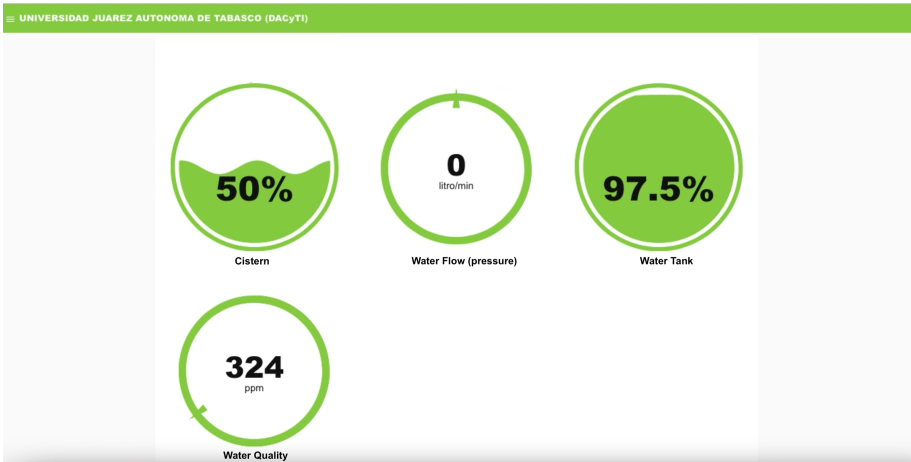 UNIVERSIDAD JUAREZ AUTONOMA DE TABASCO (DACyTI)
50%
0
litro/min
97.5%
Cistern
Water Flow (pressure)
Water Tank
324
ppm
Water Quality